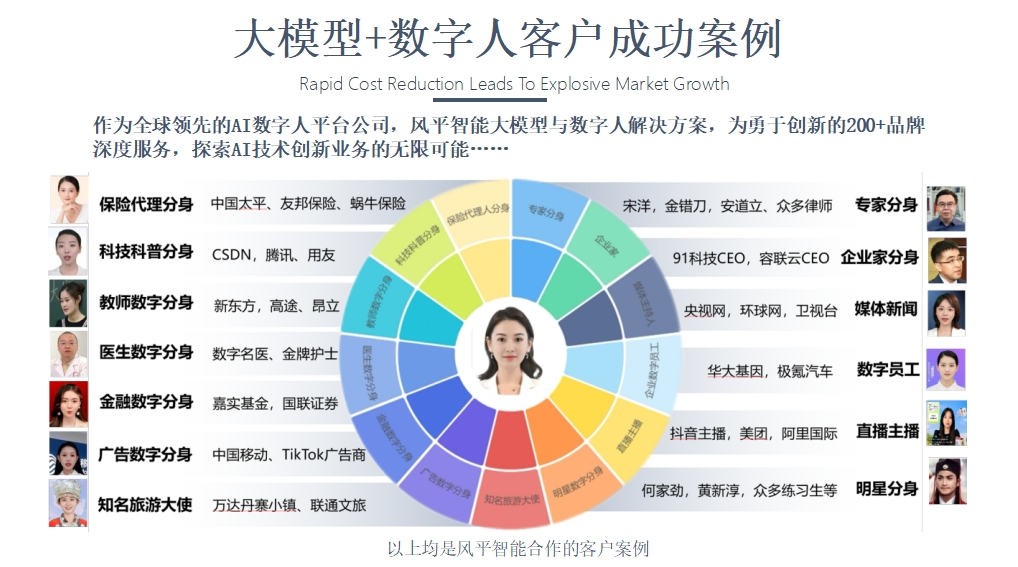 大模型+数字人客户成功案例
Rapid Cost Reduction Leads To Explosive Market Growth
作为全球领先的AI数字人平台公司，风平智能大模型与数字人解决方案，为勇于创新的200+品牌
深度服务，探索AI技术创新业务的无限可能……
保险代理分身 中国太平、友邦保险、蜗牛保险
科技科普分身 CSDN，腾讯、用友
教师数字分身 新东方，高途、昂立
医生数字分身 数字名医、金牌护士
金融数字分身 嘉实基金，国联证券
广告数字分身 中国移动、TikTok广告商
知名旅游大使 万达丹寨小镇、联通文旅
保险代理人分身
专家分身
企业家
媒体主持人
企业数字员工
直播主播
明星数字分身
知名旅游大使
广告数字分身
金融数字分身
医生数字分身
教师数字分身
科技科普分身
宋洋，金错刀，安道立、众多律师 专家分身
91科技CEO，容联云CEO 企业家分身
央视网，环球网，卫视台 媒体新闻
华大基因，极氪汽车 数字员工
抖音主播，美团，阿里国际 直播主播
何家劲，黄新淳，众多练习生等 明星分身
以上均是风平智能合作的客户案例